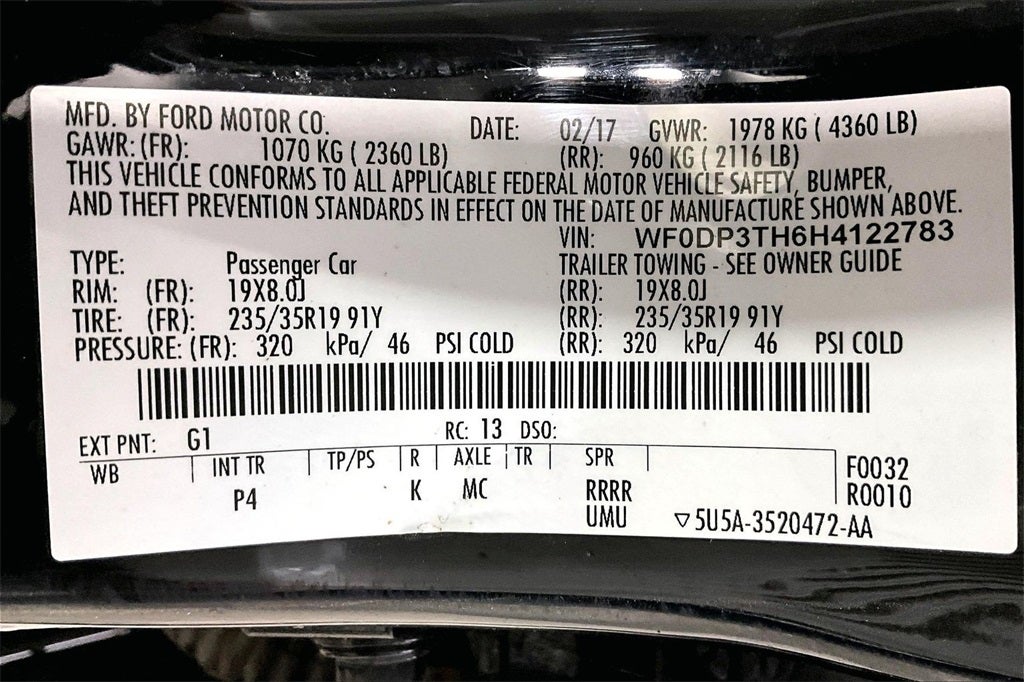 MFD. BY FORD MOTOR CO. DATE: 02/17 GVWR: 1978 KG ( 4360 LB)
GAWR: (FR): 1070 KG ( 2360 LB) (RR): 960 KG ( 2116 LB)
THIS VEHICLE CONFORMS TO ALL APPLICABLE FEDERAL MOTOR VEHICLE SAFETY, BUMPER,
AND THEFT PREVENTION STANDARDS IN EFFECT ON THE DATE OF MANUFACTURE SHOWN ABOVE.
VIN: WF0DP3TH6H4122783
TYPE: Passenger Car TRAILER TOWING - SEE OWNER GUIDE
RIM: (FR): 19X8.0J (RR): 19X8.0J
TIRE: (FR): 235/35R19 91Y (RR): 235/35R19 91Y
PRESSURE: (FR): 320 kPa/ 46 PSI COLD (RR): 320 kPa/ 46 PSI COLD
EXT PNT: G1 RC: 13 DSO:
WB INT TR TP/PS R AXLE TR SPR F0032
P4 K MC RRRR R0010
UMU ▽5U5A-3520472-AA